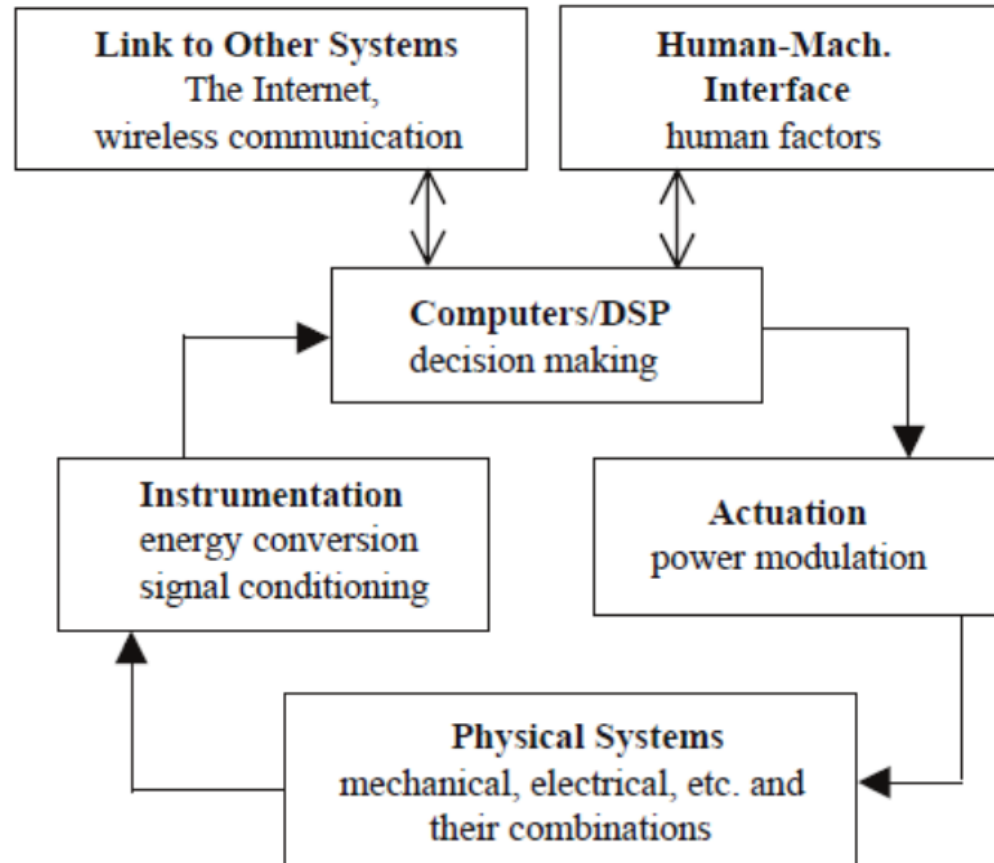 Link to Other Systems
The Internet,
wireless communication
Human-Mach.
Interface
human factors
Computers/DSP
decision making
Instrumentation
energy conversion
signal conditioning
Actuation
power modulation
Physical Systems
mechanical, electrical, etc. and
their combinations